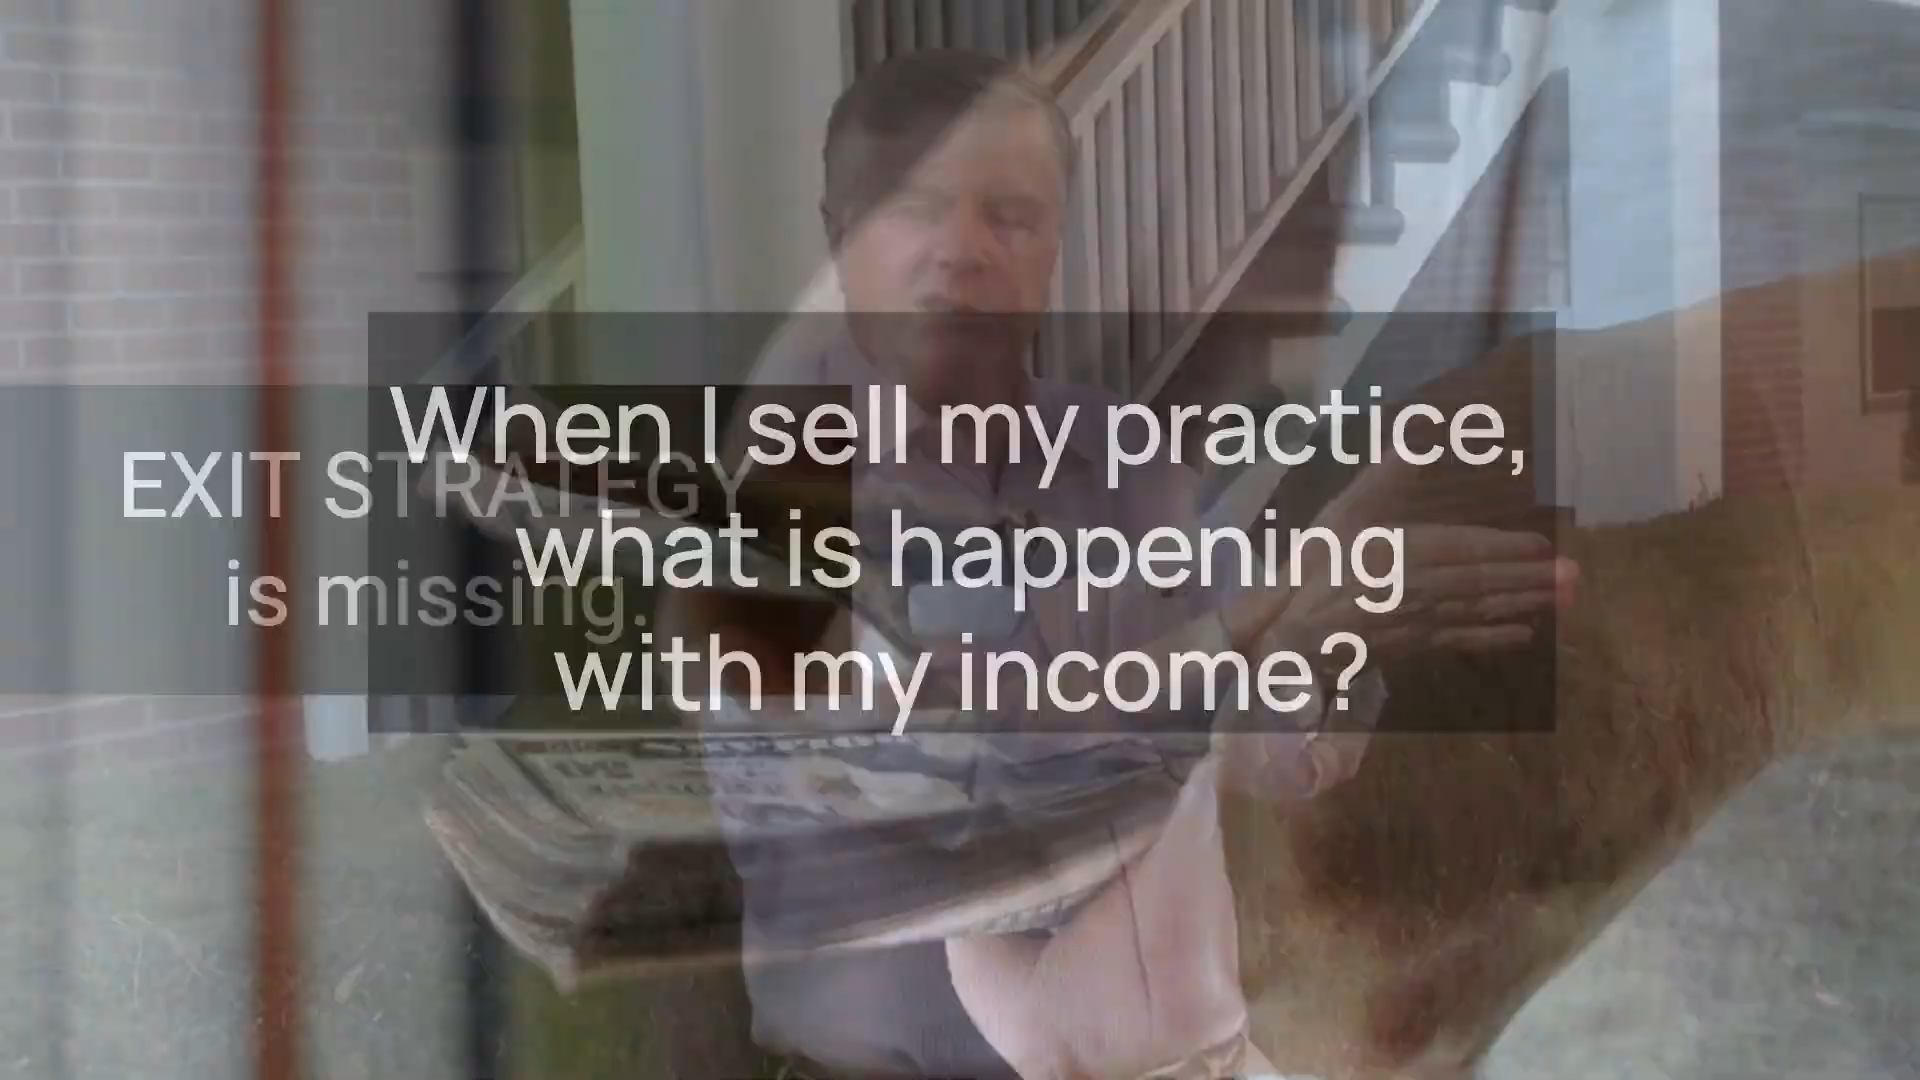 EXIT STRATEGY
is missing.
When I sell my practice,
what is happening
with my income?